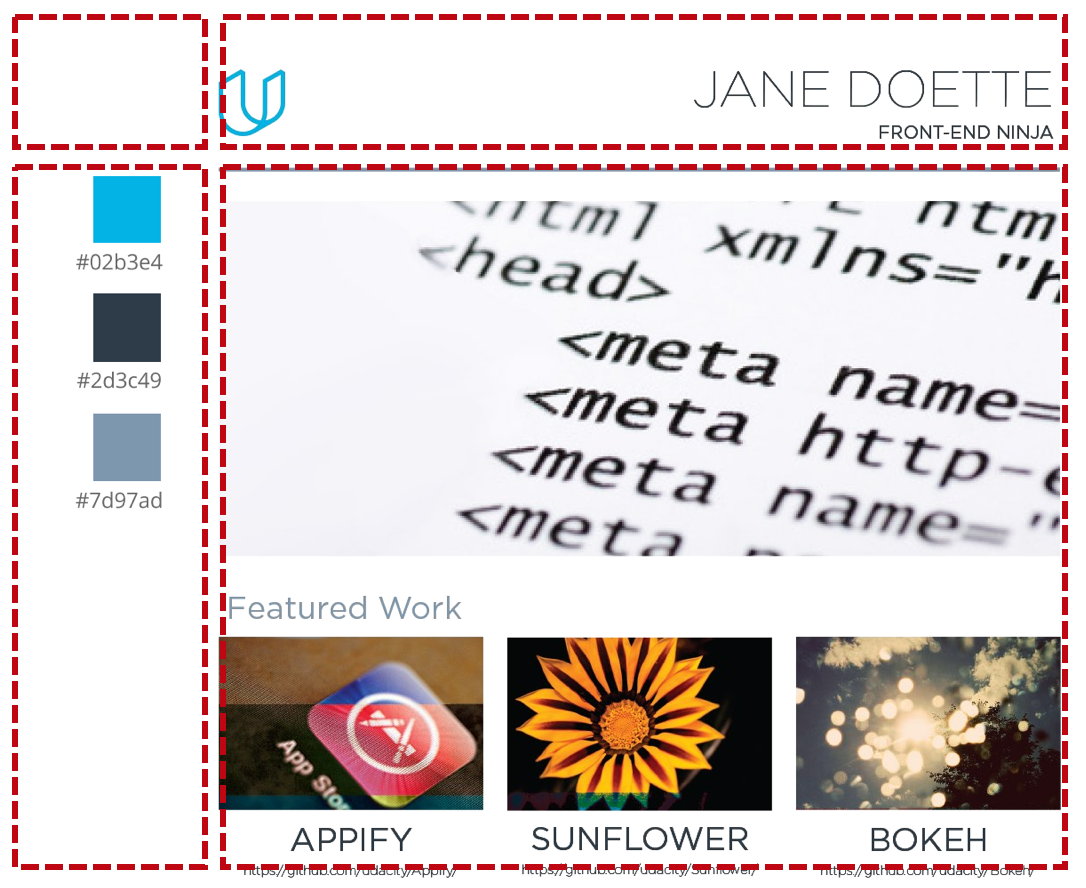 JANE DOETTE
FRONT-END NINJA
#02b3e4
#2d3c49
#7d97ad
<html
htm
xmlns="h
<head>
<meta name=
<meta http-e
<meta name="
<meta
Featured Work
App Stor
APPIFY
SUNFLOWER
BOKEH
https://github.com/udacity/Appify/
https://github.com/udacity/Sunflower/
https://github.com/udacity/Bokeh/